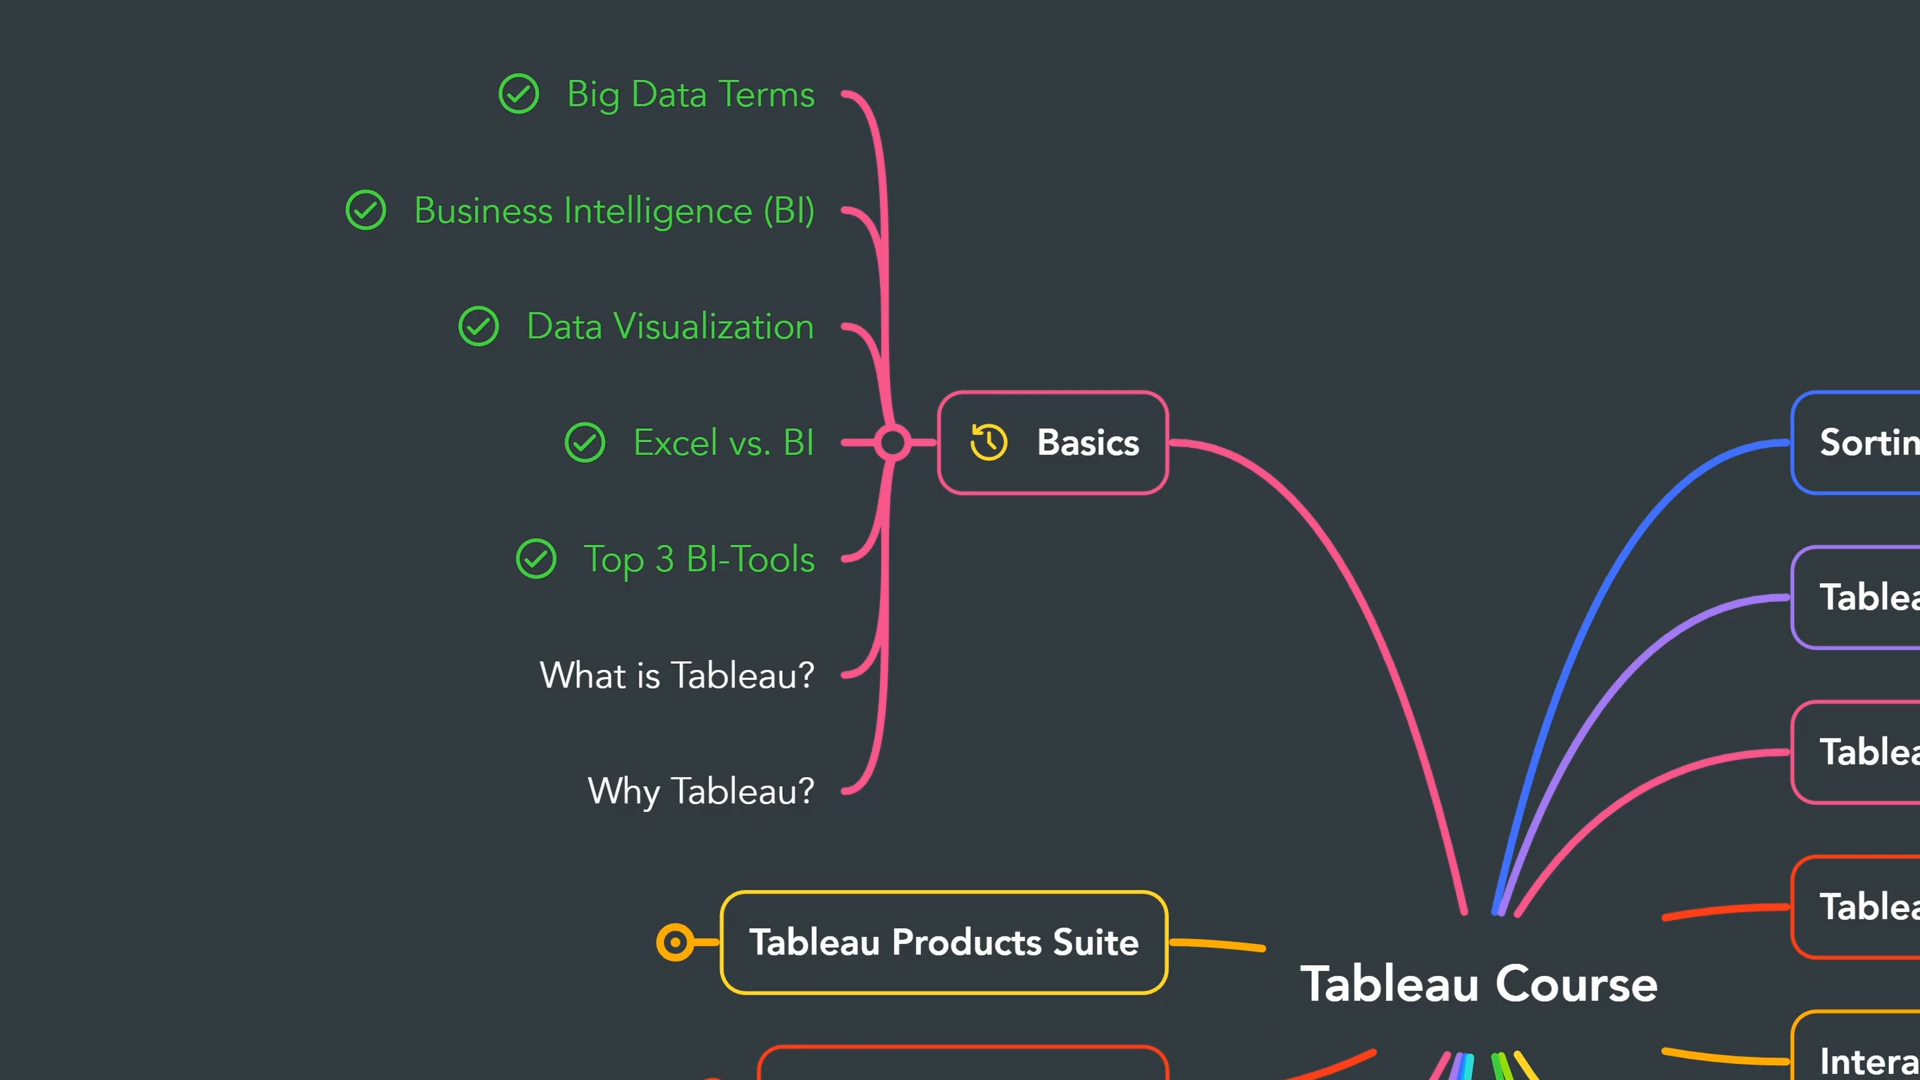 Big Data Terms
Business Intelligence (BI)
Data Visualization
Excel vs. BI
Top 3 BI-Tools
What is Tableau?
Why Tableau?
Basics
Tableau Products Suite
Tableau Course